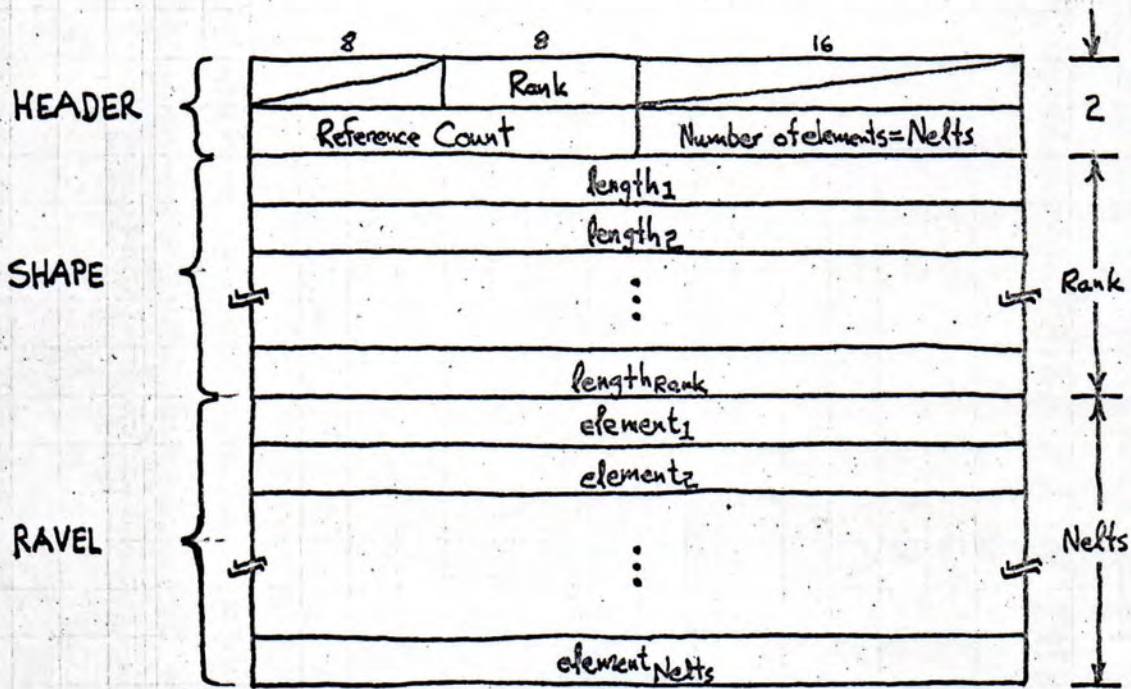 8 8 16
HEADER Rank 2
Reference Count Number of elements=Nelts
length1
length2
SHAPE Rank
lengthRank
element1
element2
RAVEL Nelts
elementNelts